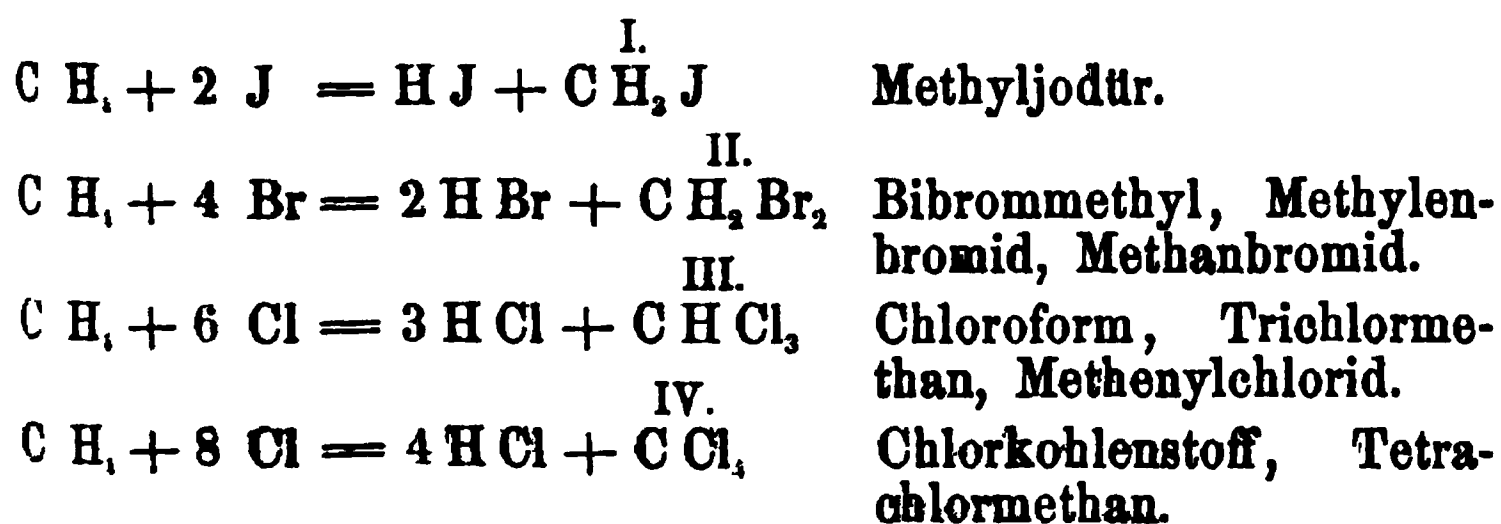 I.
C H₄ + 2 J = H J + C H₃ J Methyljodür.
II.
C H₄ + 4 Br = 2 H Br + C H₂ Br₂ Bibrommethyl, Methylen-
bromid, Methanbromid.
III.
C H₄ + 6 Cl = 3 H Cl + C H Cl₃ Chloroform, Trichlorme-
than, Methenylchlorid.
IV.
C H₄ + 8 Cl = 4 H Cl + C Cl₄ Chlorkohlenstoff, Tetra-
chlormethan.